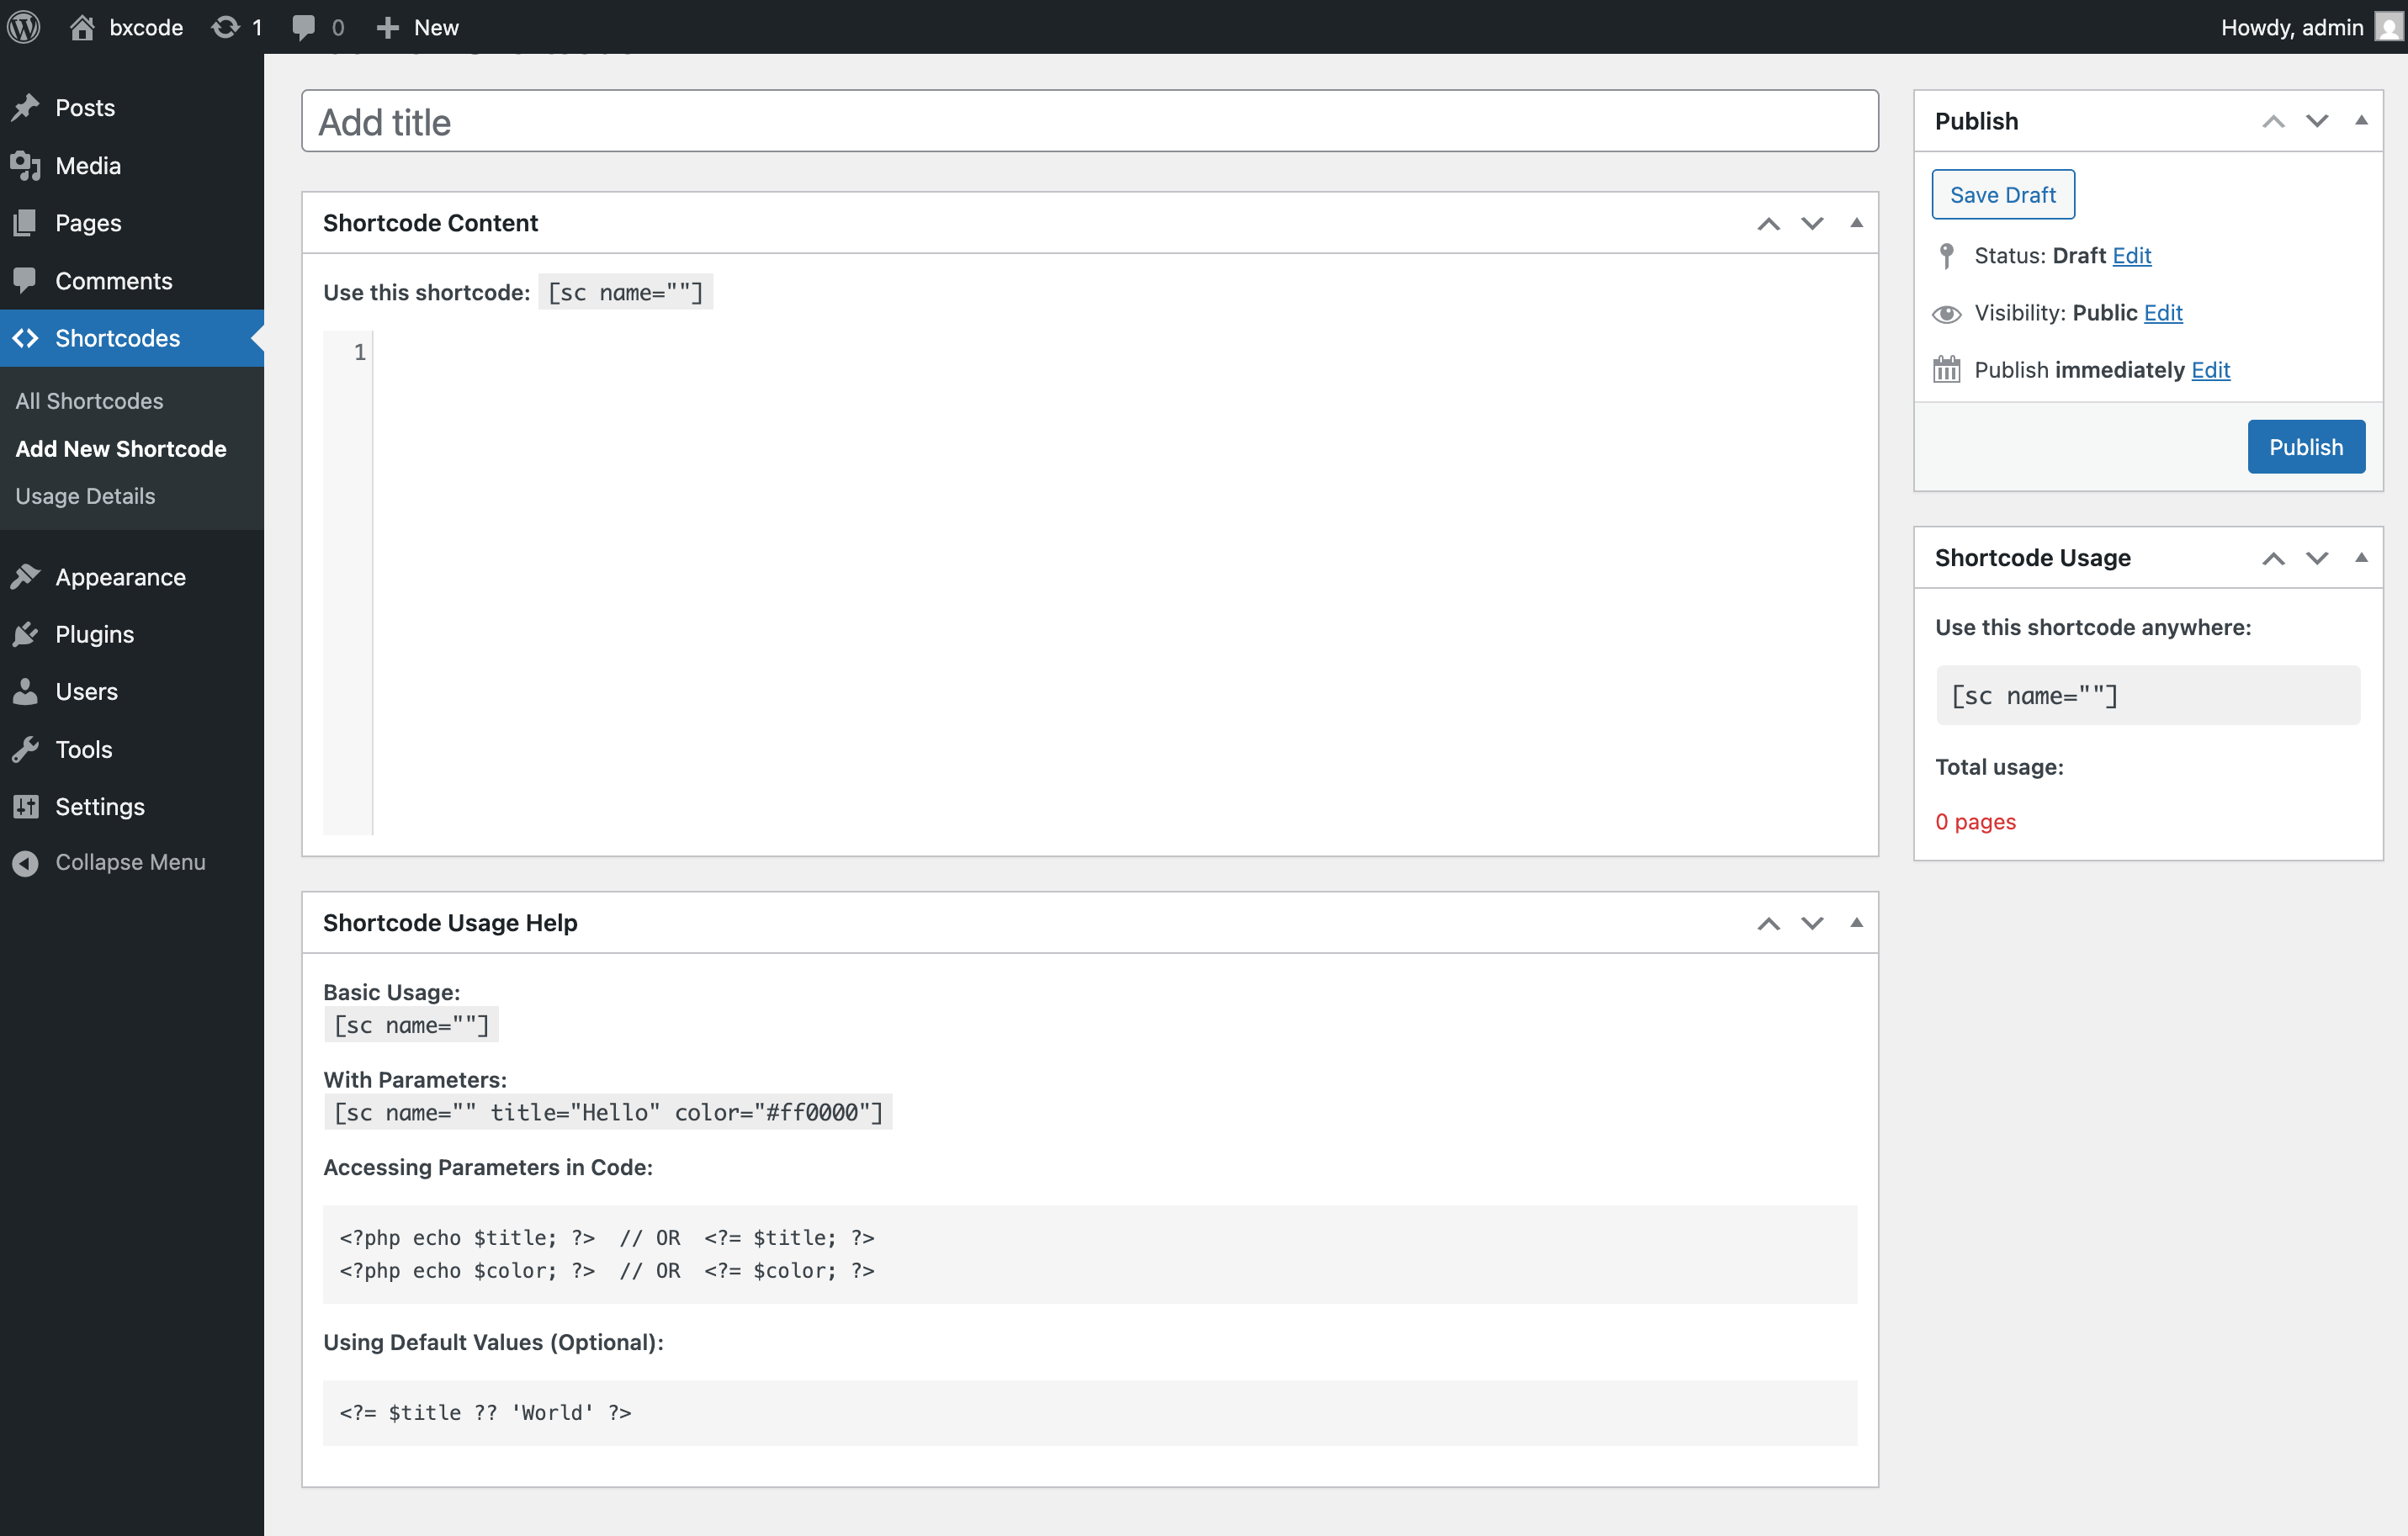 bxcode 1 0 New Howdy, admin
Posts
Media
Pages
Comments
Shortcodes
All Shortcodes
Add New Shortcode
Usage Details
Appearance
Plugins
Users
Tools
Settings
Collapse Menu
Add title
Shortcode Content
Use this shortcode: [sc name=""]
1
Shortcode Usage Help
Basic Usage:
[sc name=""]
With Parameters:
[sc name="" title="Hello" color="#ff0000"]
Accessing Parameters in Code:
<?php echo $title; ?>  // OR  <?= $title; ?>
<?php echo $color; ?>  // OR  <?= $color; ?>
Using Default Values (Optional):
<?= $title ?? 'World' ?>
Publish
Save Draft
Status: Draft Edit
Visibility: Public Edit
Publish immediately Edit
Publish
Shortcode Usage
Use this shortcode anywhere:
[sc name=""]
Total usage:
0 pages